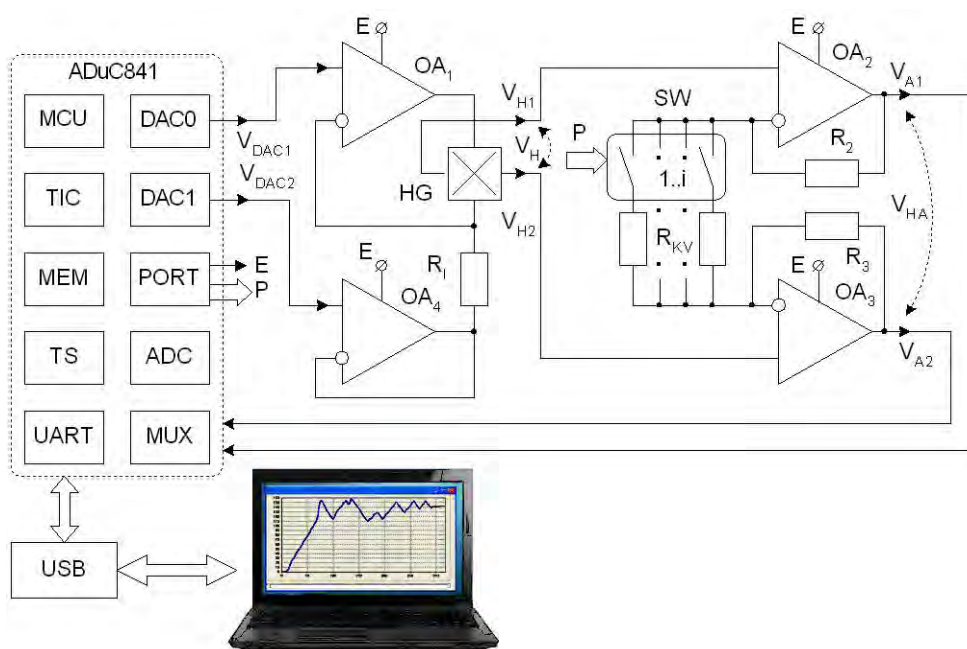 ADuC841
MCU
DAC0
TIC
DAC1
MEM
PORT
TS
ADC
UART
MUX
USB
V_DAC1
V_DAC2
E
P
E
OA_1
HG
R_I
E
OA_4
V_H1
V_H
V_H2
P
SW
1..i
R_KV
E
OA_2
R_2
V_A1
V_HA
R_3
E
OA_3
V_A2